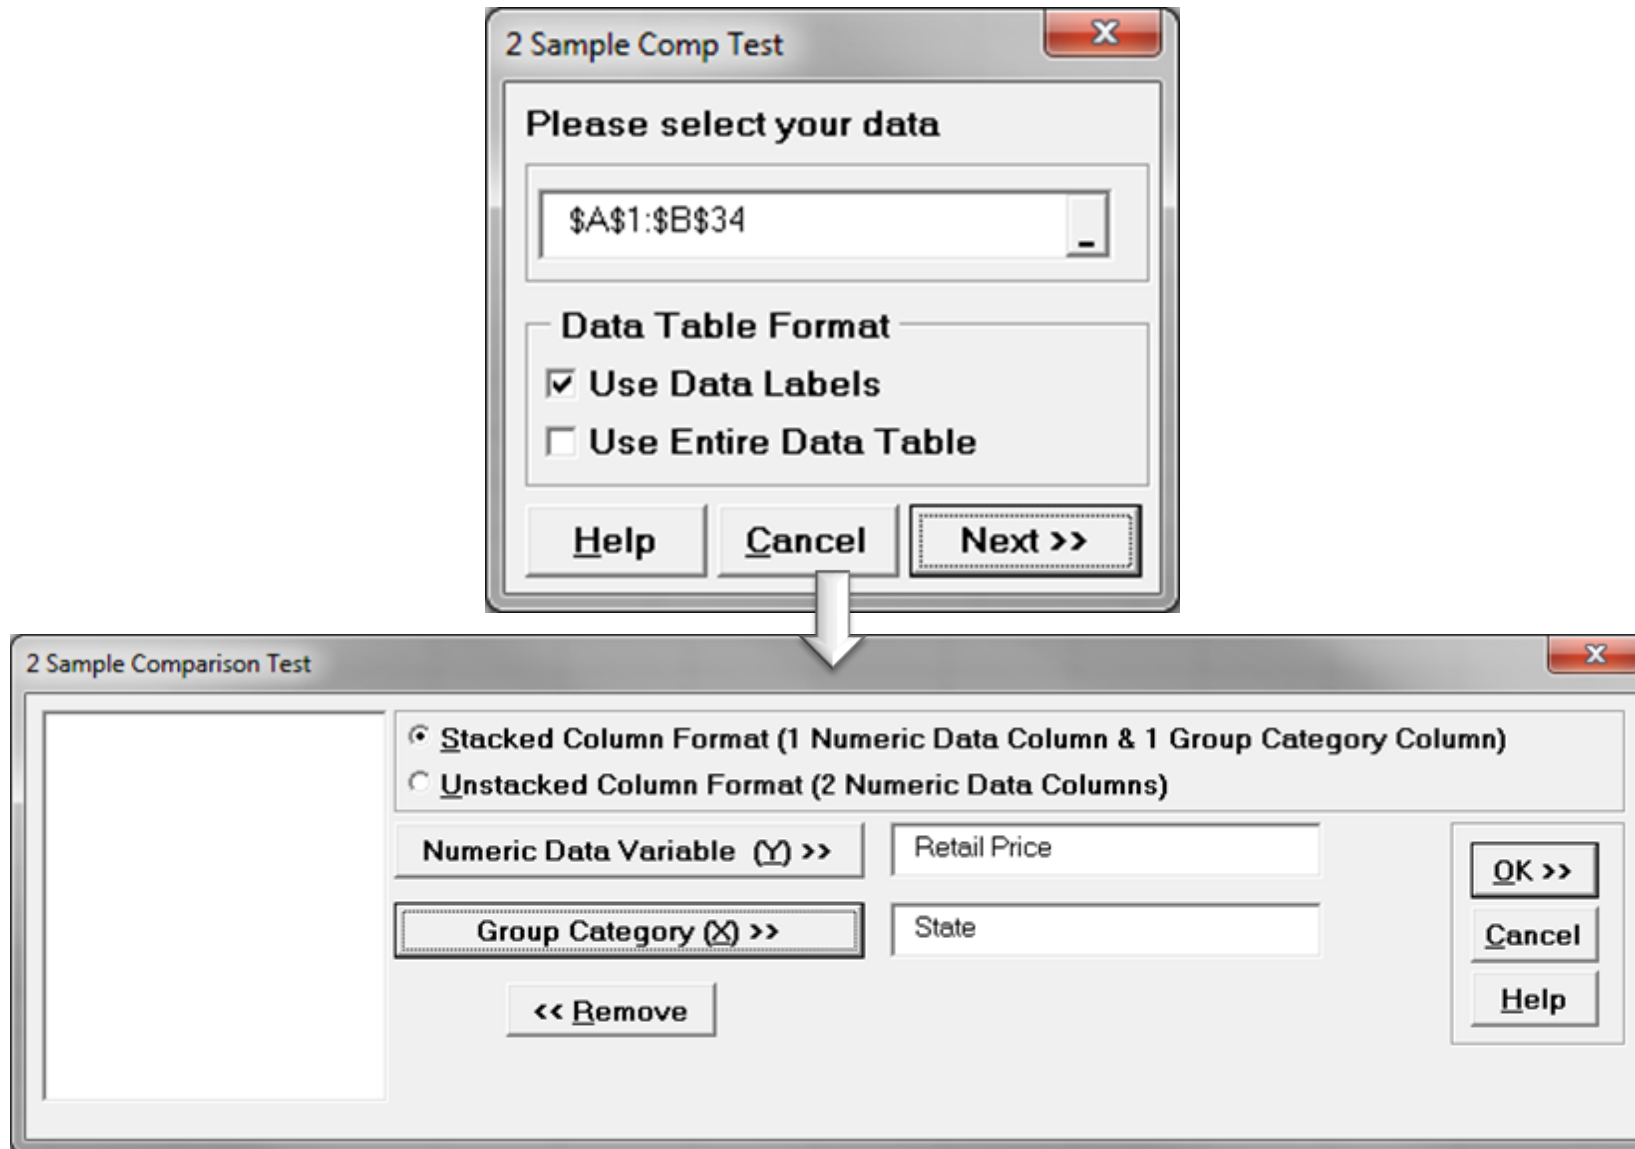 2 Sample Comp Test
Please select your data
$A$1:$B$34
Data Table Format
Use Data Labels
Use Entire Data Table
Help
Cancel
Next >>
2 Sample Comparison Test
Stacked Column Format (1 Numeric Data Column & 1 Group Category Column)
Unstacked Column Format (2 Numeric Data Columns)
Numeric Data Variable (Y) >>
Retail Price
Group Category (X) >>
State
<< Remove
OK >>
Cancel
Help